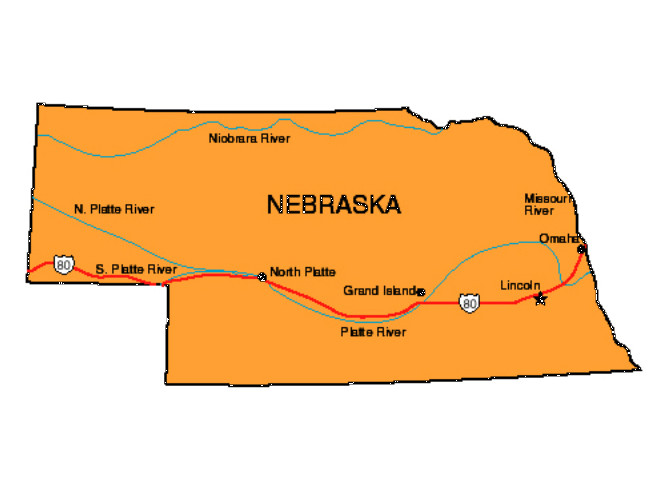 Niobrara River
NEBRASKA
Missouri
River
N. Platte River
Omaha
80
S. Platte River
North Platte
Lincoln
Grand Island
80
Platte River